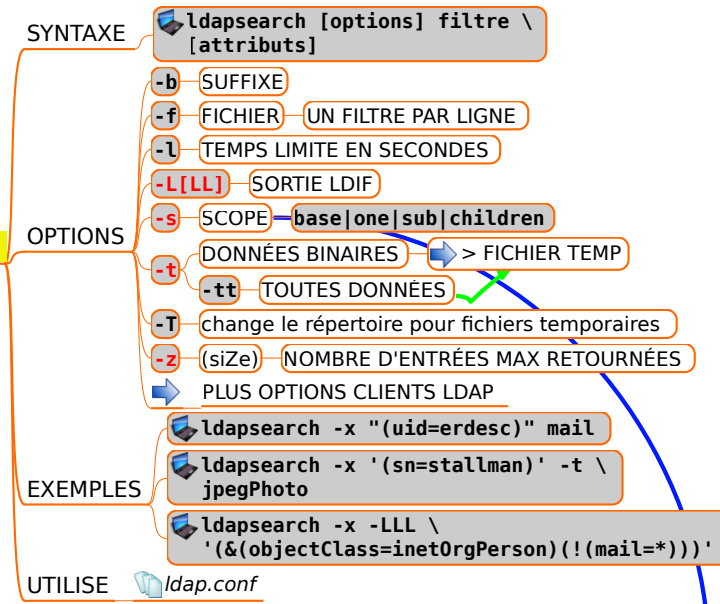 SYNTAXE
ldapsearch [options] filtre \
[attributs]
OPTIONS
-b SUFFIXE
-f FICHIER UN FILTRE PAR LIGNE
-l TEMPS LIMITE EN SECONDES
-L[LL] SORTIE LDIF
-s SCOPE base|one|sub|children
-t DONNÉES BINAIRES > FICHIER TEMP
-tt TOUTES DONNÉES
-T change le répertoire pour fichiers temporaires
-z (siZe) NOMBRE D'ENTRÉES MAX RETOURNÉES
PLUS OPTIONS CLIENTS LDAP
EXEMPLES
ldapsearch -x "(uid=erdesc)" mail
ldapsearch -x '(sn=stallman)' -t \
jpegPhoto
ldapsearch -x -LLL \
'(&(objectClass=inetOrgPerson)(!(mail=*)))'
UTILISE ldap.conf